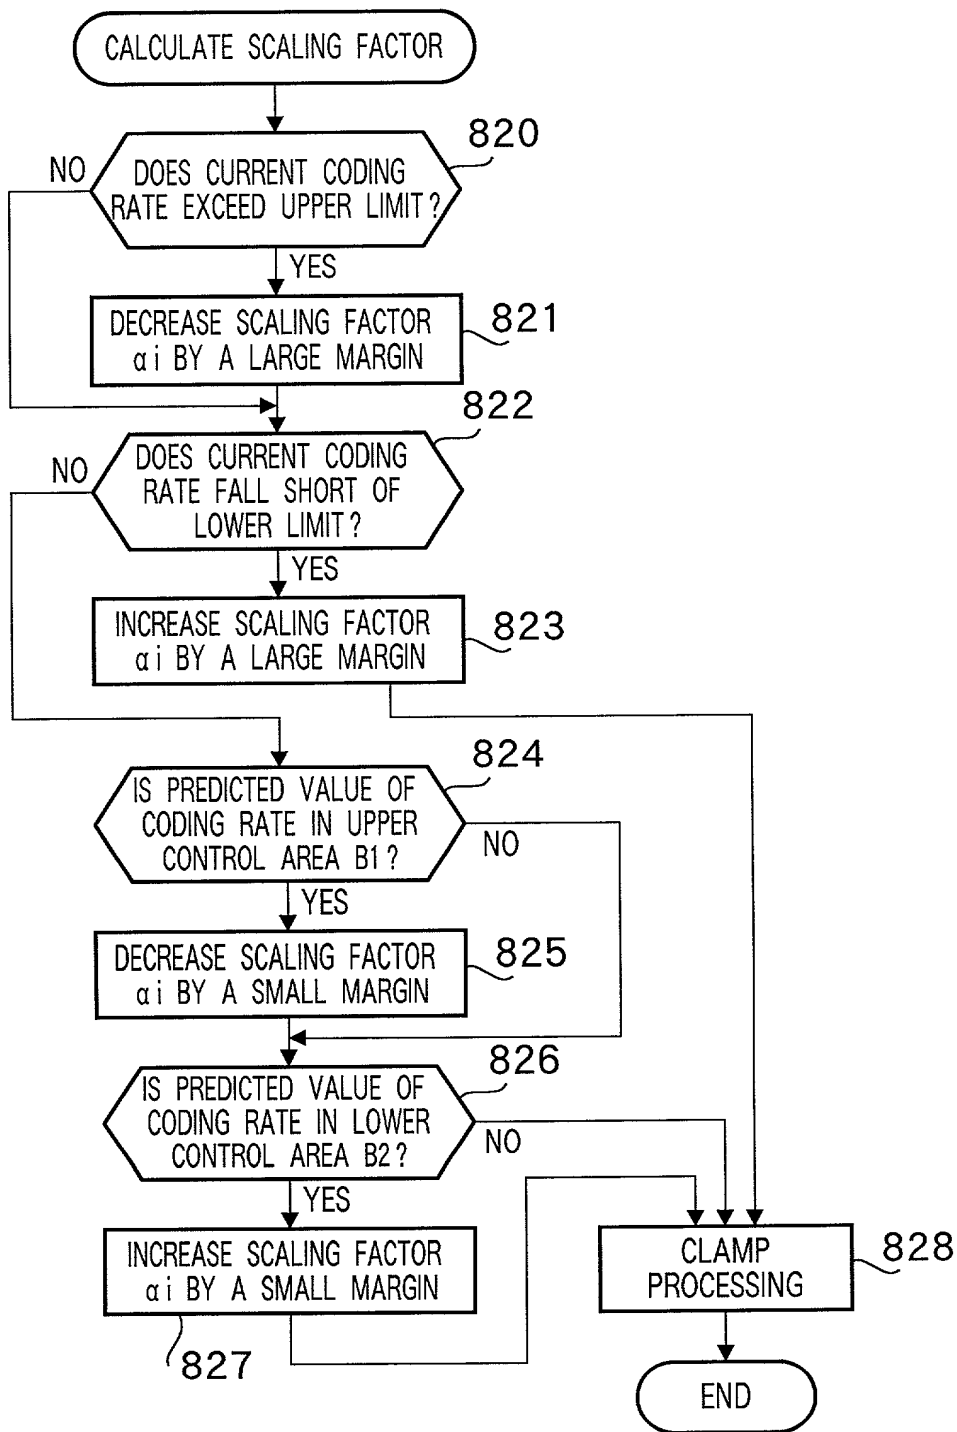 CALCULATE SCALING FACTOR
820
NO
DOES CURRENT CODING
RATE EXCEED UPPER LIMIT?
YES
821
DECREASE SCALING FACTOR
αi BY A LARGE MARGIN
822
NO
DOES CURRENT CODING
RATE FALL SHORT OF
LOWER LIMIT?
YES
823
INCREASE SCALING FACTOR
αi BY A LARGE MARGIN
824
IS PREDICTED VALUE OF
CODING RATE IN UPPER
CONTROL AREA B1?
NO
YES
825
DECREASE SCALING FACTOR
αi BY A SMALL MARGIN
826
IS PREDICTED VALUE OF
CODING RATE IN LOWER
CONTROL AREA B2?
NO
YES
INCREASE SCALING FACTOR
αi BY A SMALL MARGIN
827
CLAMP
PROCESSING
828
END